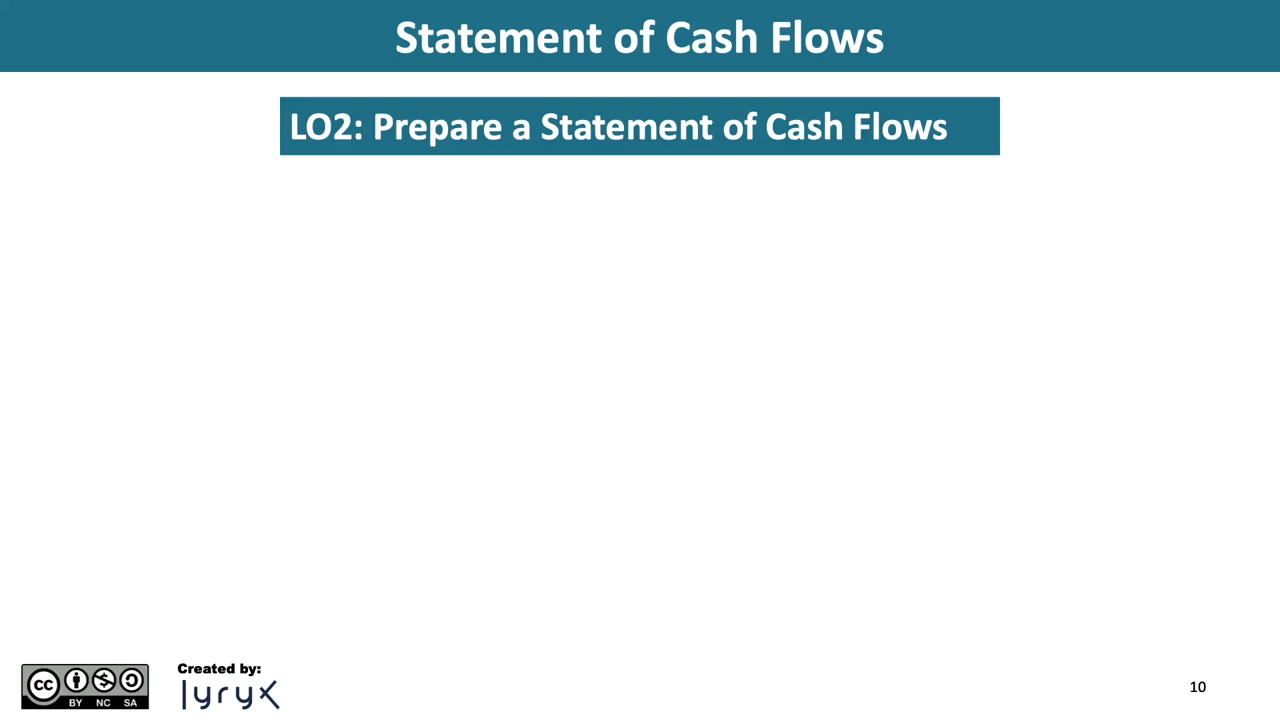 Statement of Cash Flows
LO2: Prepare a Statement of Cash Flows
Created by:
lyryx
cc
BY NC SA
10